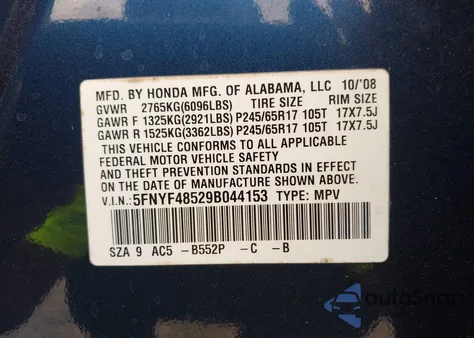 MFD. BY HONDA MFG. OF ALABAMA, LLC 10/'08
GVWR 2765KG(6096LBS) TIRE SIZE RIM SIZE
GAWR F 1325KG(2921LBS) P245/65R17 105T 17X7.5J
GAWR R 1525KG(3362LBS) P245/65R17 105T 17X7.5J
THIS VEHICLE CONFORMS TO ALL APPLICABLE
FEDERAL MOTOR VEHICLE SAFETY
AND THEFT PREVENTION STANDARDS IN EFFECT ON
THE DATE OF MANUFACTURE SHOWN ABOVE.
V.I.N.:5FNYF48529B044153 TYPE: MPV
SZA 9 AC5 -B552P -C -B
autoSnap